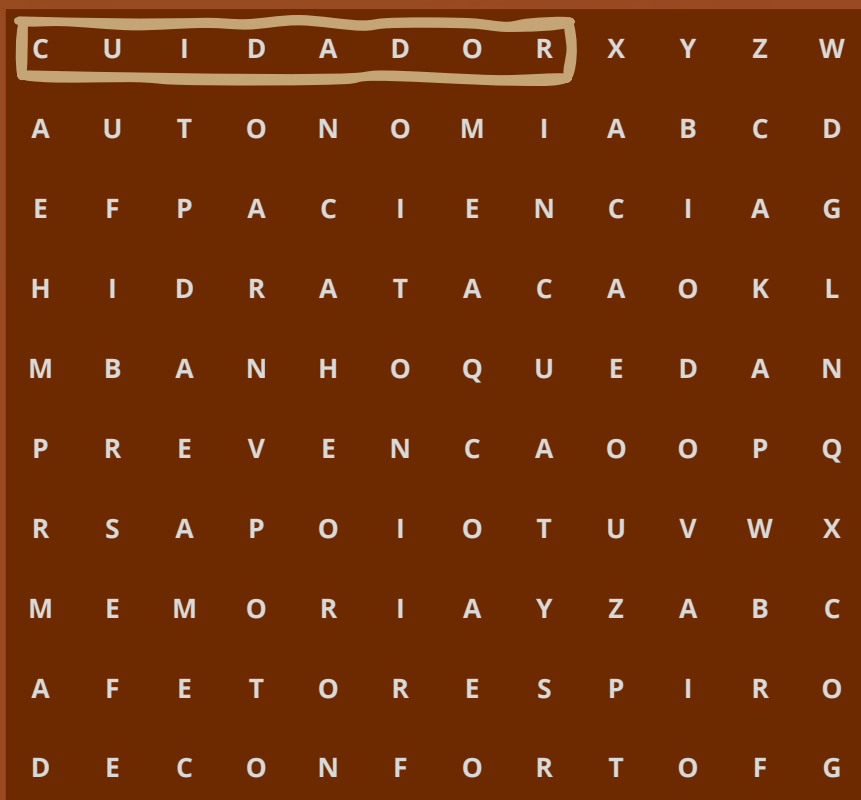 C U I D A D O R X Y Z W
A U T O N O M I A B C D
E F P A C I E N C I A G
H I D R A T A C A O K L
M B A N H O Q U E D A N
P R E V E N C A O O P Q
R S A P O I O T U V W X
M E M O R I A Y Z A B C
A F E T O R E S P I R O
D E C O N F O R T O F G